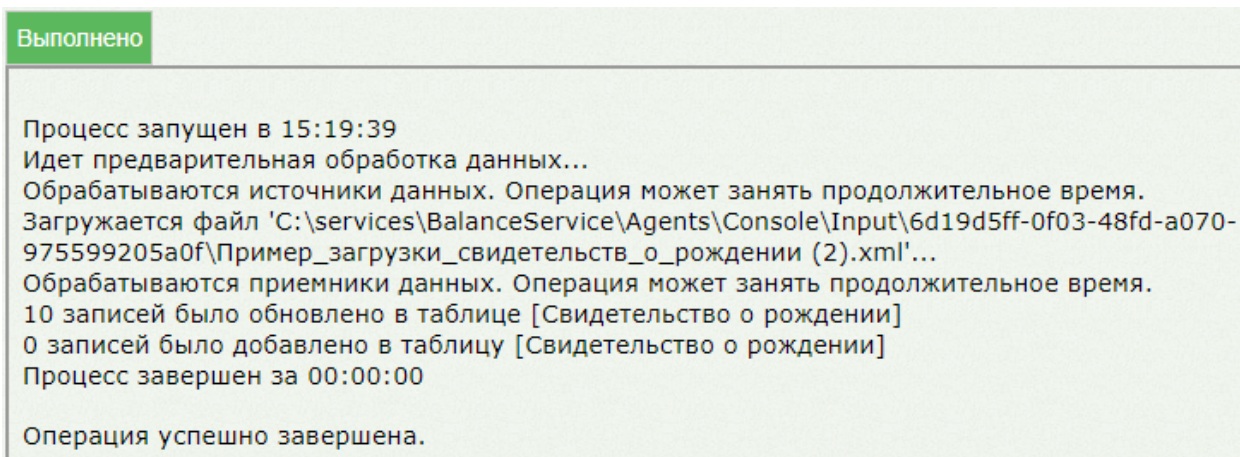 Выполнено
Процесс запущен в 15:19:39
Идет предварительная обработка данных...
Обрабатываются источники данных. Операция может занять продолжительное время.
Загружается файл 'C:\services\BalanceService\Agents\Console\Input\6d19d5ff-0f03-48fd-a070-
975599205a0f\Пример_загрузки_свидетельств_о_рождении (2).xml'...
Обрабатываются приемники данных. Операция может занять продолжительное время.
10 записей было обновлено в таблице [Свидетельство о рождении]
0 записей было добавлено в таблицу [Свидетельство о рождении]
Процесс завершен за 00:00:00
Операция успешно завершена.